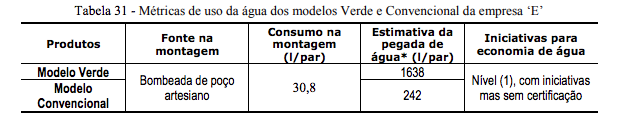 Tabela 31 - Métricas de uso da água dos modelos Verde e Convencional da empresa ‘E’
Produtos
Fonte na
montagem
Consumo na
montagem
(l/par)
Estimativa da
pegada de
água* (l/par)
Iniciativas para
economia de água
Modelo Verde
Modelo
Convencional
Bombeada de poço
artesiano
30,8
1638
242
Nível (1), com iniciativas
mas sem certificação